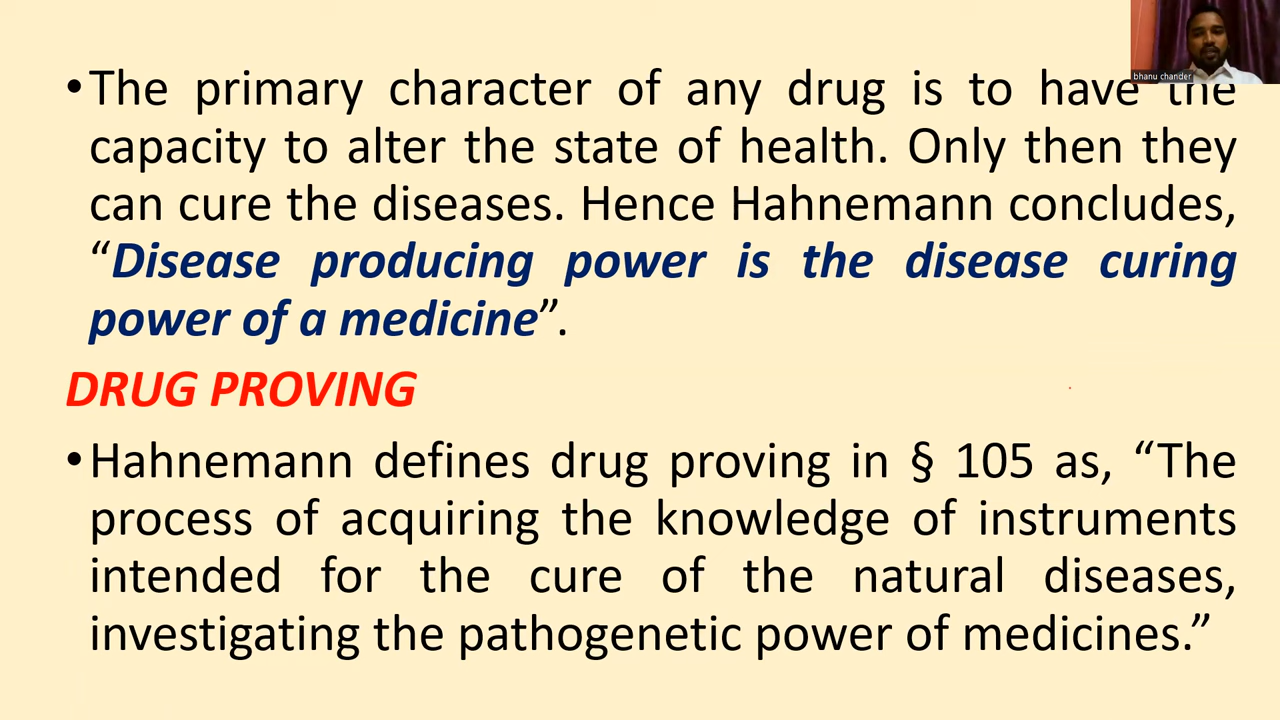 bhanu chander
•The primary character of any drug is to have the
capacity to alter the state of health. Only then they
can cure the diseases. Hence Hahnemann concludes,
“Disease producing power is the disease curing
power of a medicine”.
DRUG PROVING
•Hahnemann defines drug proving in § 105 as, “The
process of acquiring the knowledge of instruments
intended for the cure of the natural diseases,
investigating the pathogenetic power of medicines.”